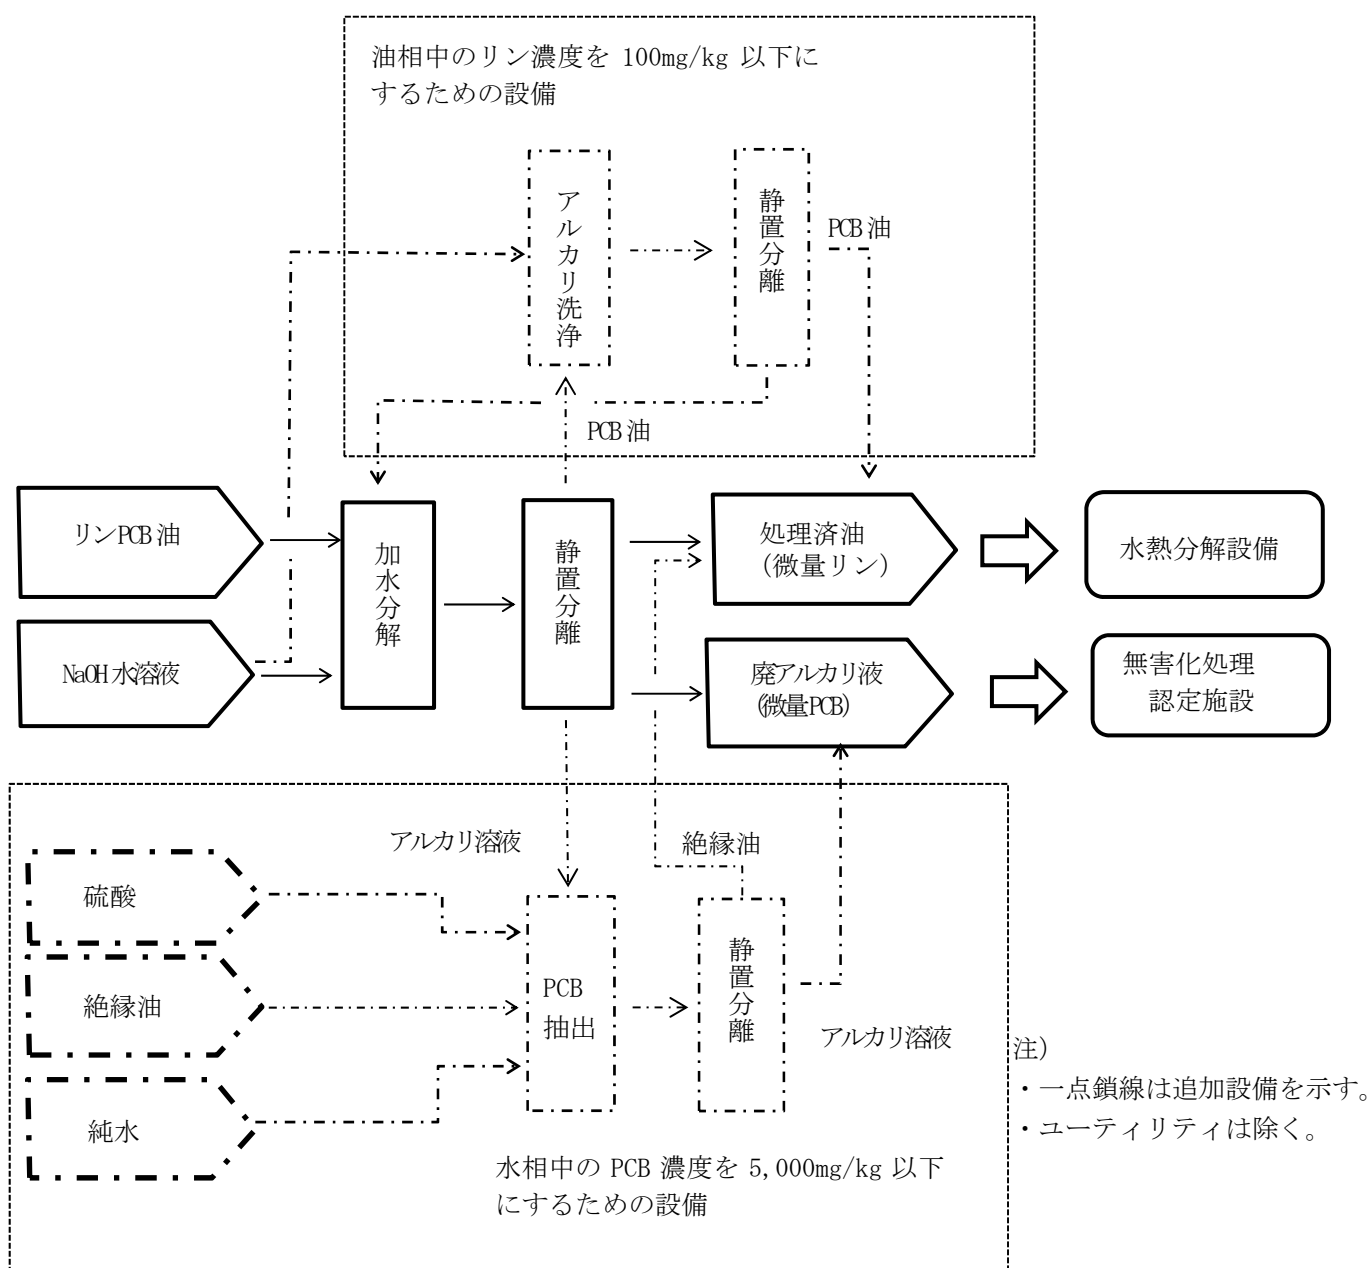 油相中のリン濃度を 100mg/kg 以下に
するための設備
アルカリ洗浄
静置分離
PCB油
PCB油
リンPCB油
加水分解
静置分離
処理済油
(微量リン)
水熱分解設備
NaOH水溶液
廃アルカリ液
(微量PCB)
無害化処理
認定施設
アルカリ溶液
絶縁油
硫酸
絶縁油
純水
PCB
抽出
静置分離
アルカリ溶液
水相中の PCB 濃度を 5,000mg/kg 以下
にするための設備
注)
・一点鎖線は追加設備を示す。
・ユーティリティは除く。